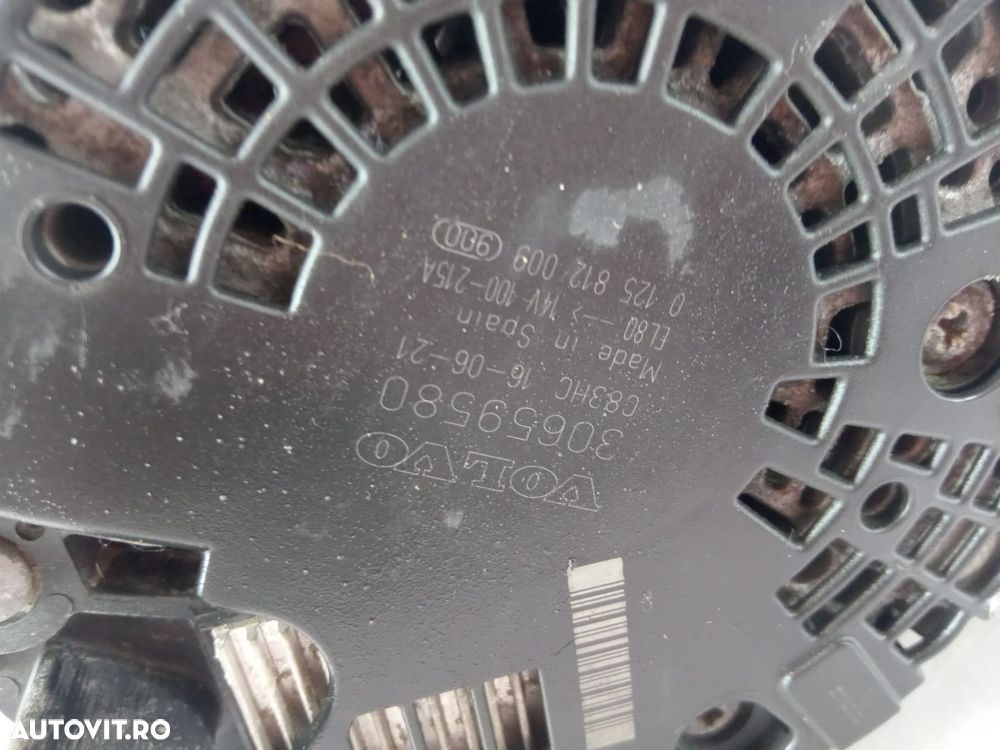 VOLVO
30659580
C83HC 16-06-21
Made in Spain
EL80 --> 14V 100-215A
0 125 812 009 900
AUTOVIT.RO